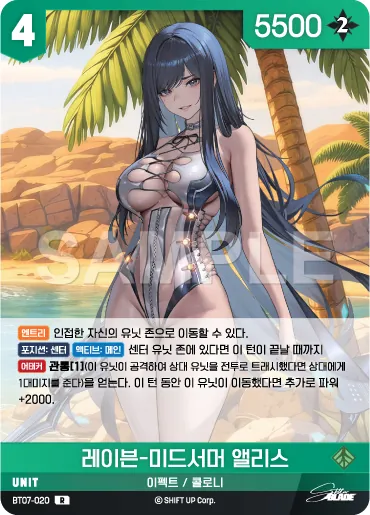 4
5500 2
SAMPLE
엔트리 인접한 자신의 유닛 존으로 이동할 수 있다.
포지션: 센터 액티브: 메인 센터 유닛 존에 있다면 이 턴이 끝날 때까지
어태커 관통[1](이 유닛이 공격하여 상대 유닛을 전투로 트래시했다면 상대에게
1대미지를 준다)을 얻는다. 이 턴 동안 이 유닛이 이동했다면 추가로 파워
+2000.
레이븐-미드서머 앨리스
UNIT 이펙트 / 콜로니
BT07-020 R ⓒ SHIFT UP Corp. Stellar BLADE